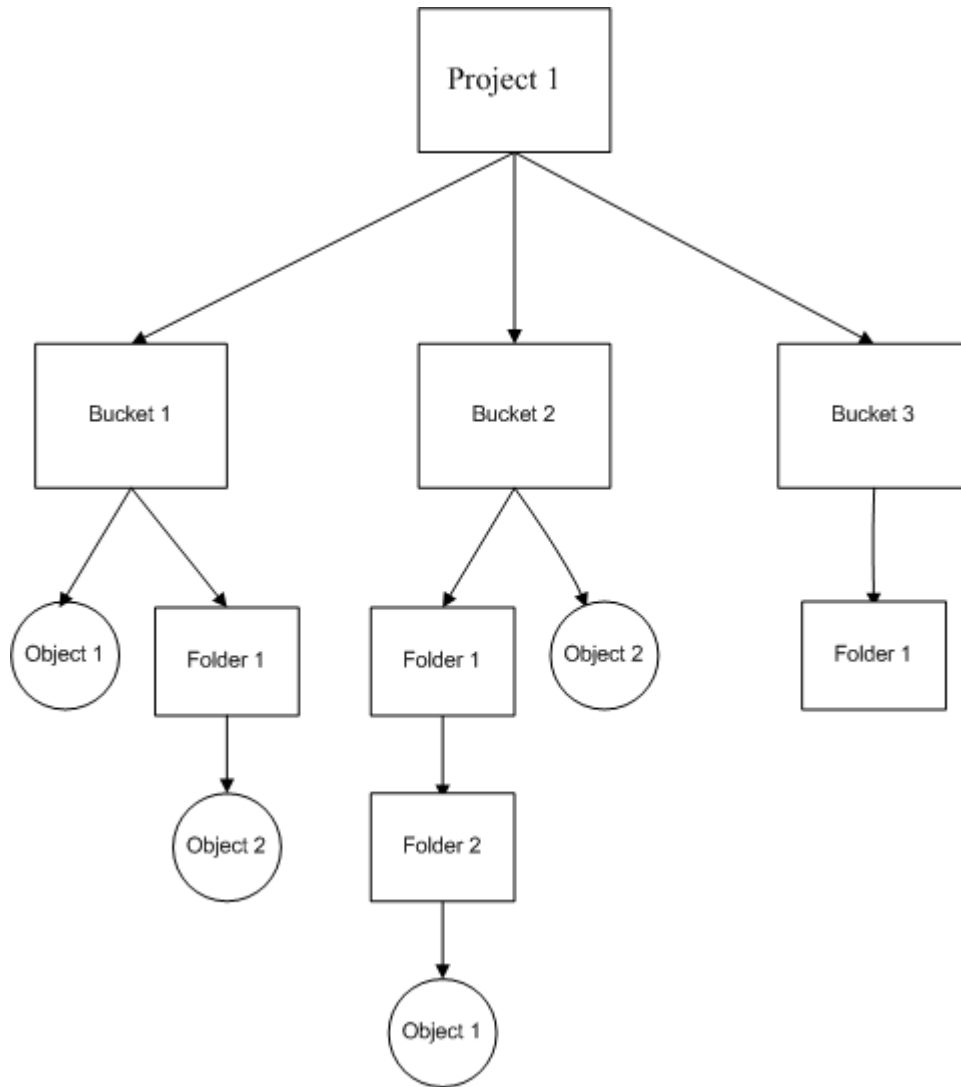 Project 1
Bucket 1
Bucket 2
Bucket 3
Object 1
Folder 1
Folder 1
Object 2
Folder 1
Object 2
Folder 2
Object 1